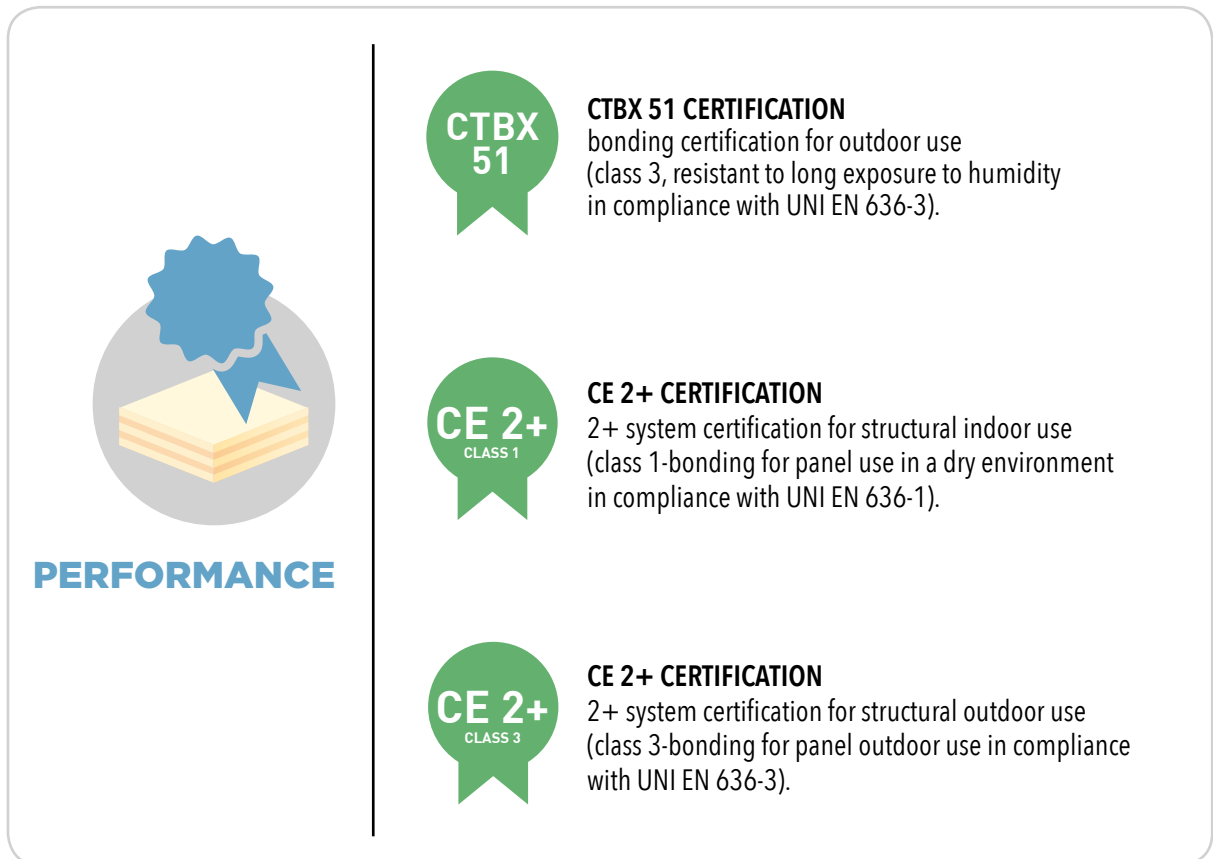 PERFORMANCE
CTBX
51
CTBX 51 CERTIFICATION
bonding certification for outdoor use
(class 3, resistant to long exposure to humidity
in compliance with UNI EN 636-3).
CE 2+
CLASS 1
CE 2+ CERTIFICATION
2+ system certification for structural indoor use
(class 1-bonding for panel use in a dry environment
in compliance with UNI EN 636-1).
CE 2+
CLASS 3
CE 2+ CERTIFICATION
2+ system certification for structural outdoor use
(class 3-bonding for panel outdoor use in compliance
with UNI EN 636-3).